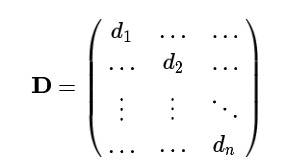 d₁ … …
… d₂ …
D =
⋮ ⋮ ⋱
… … dₙ